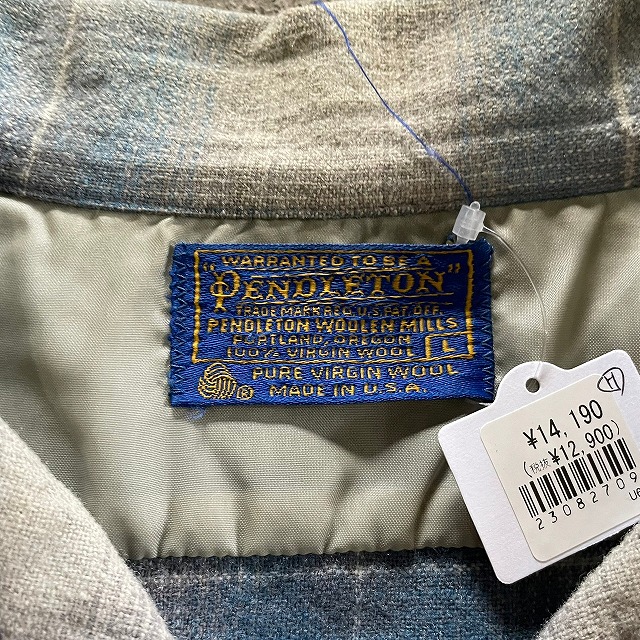 WARRANTED TO BE A
"PENDLETON"
TRADE MARK REG. U.S. PAT. OFF.
PENDLETON WOOLEN MILLS
PORTLAND, OREGON
100% VIRGIN WOOL L
PURE VIRGIN WOOL
®
MADE IN U.S.A.
H
¥14,190
(税抜¥12,900)
23082709